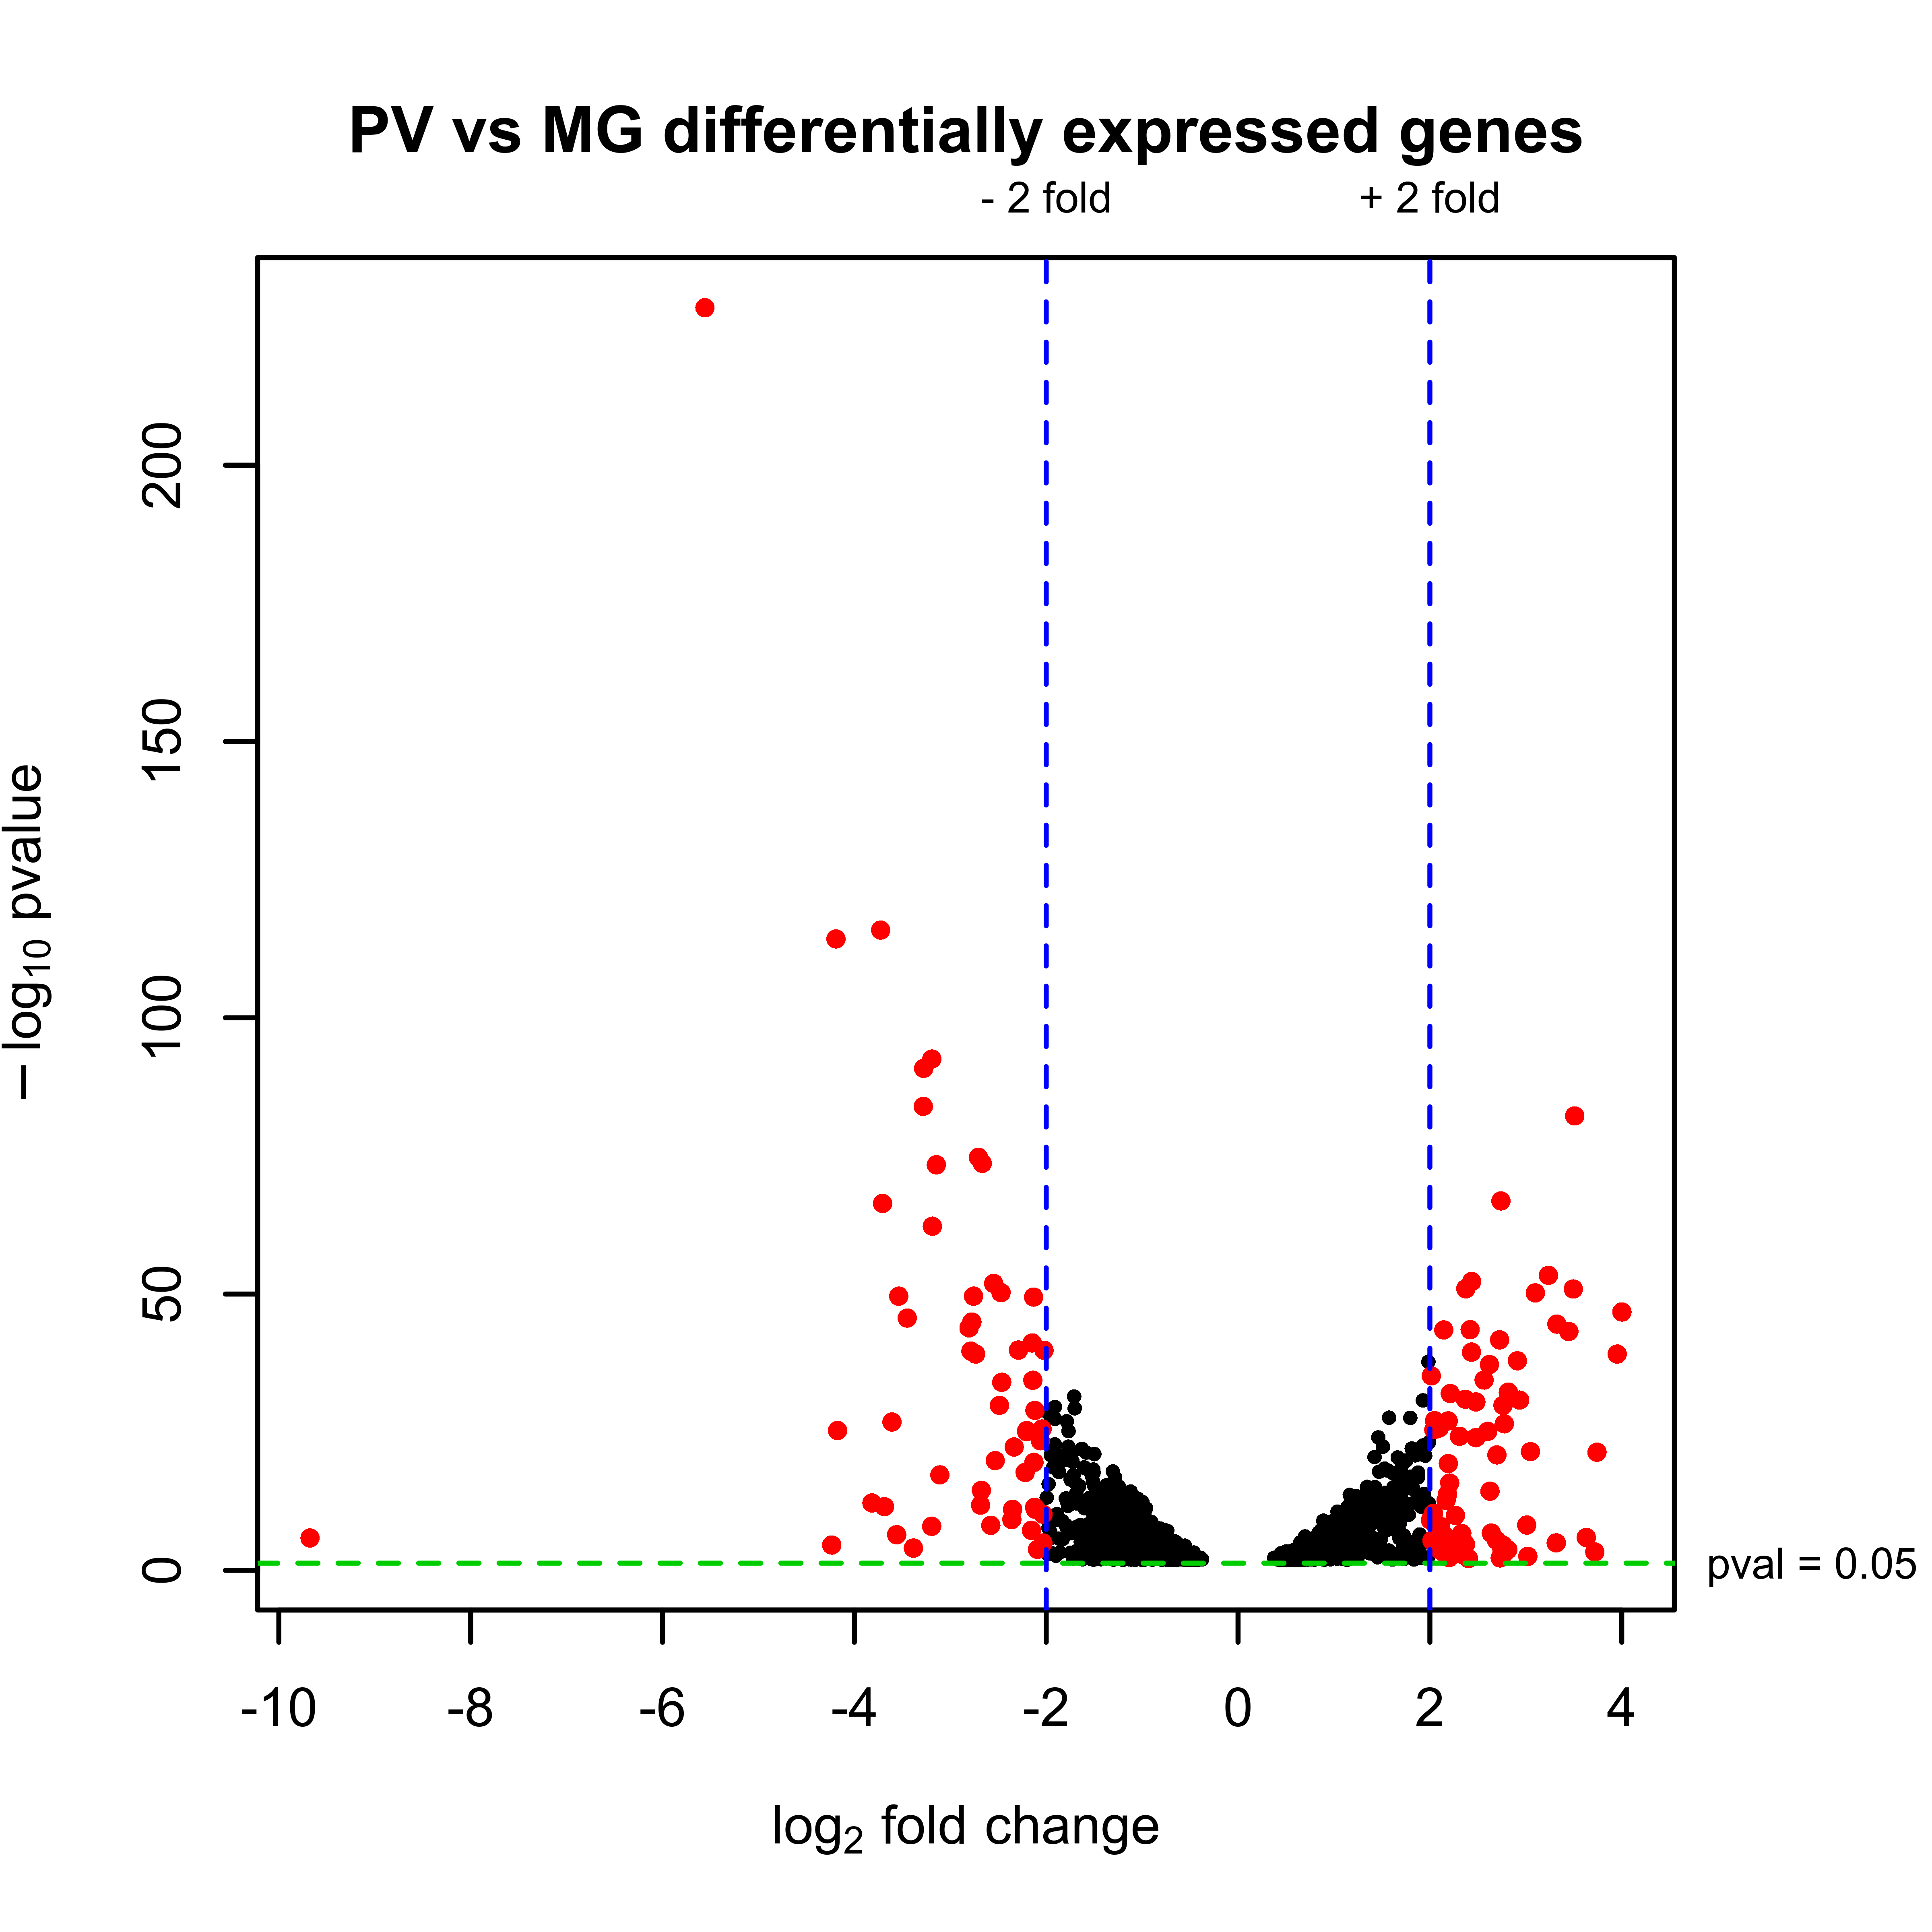 PV vs MG differentially expressed genes
- 2 fold
+ 2 fold
200
150
100
50
0
− log10 pvalue
pval = 0.05
-10
-8
-6
-4
-2
0
2
4
log2 fold change